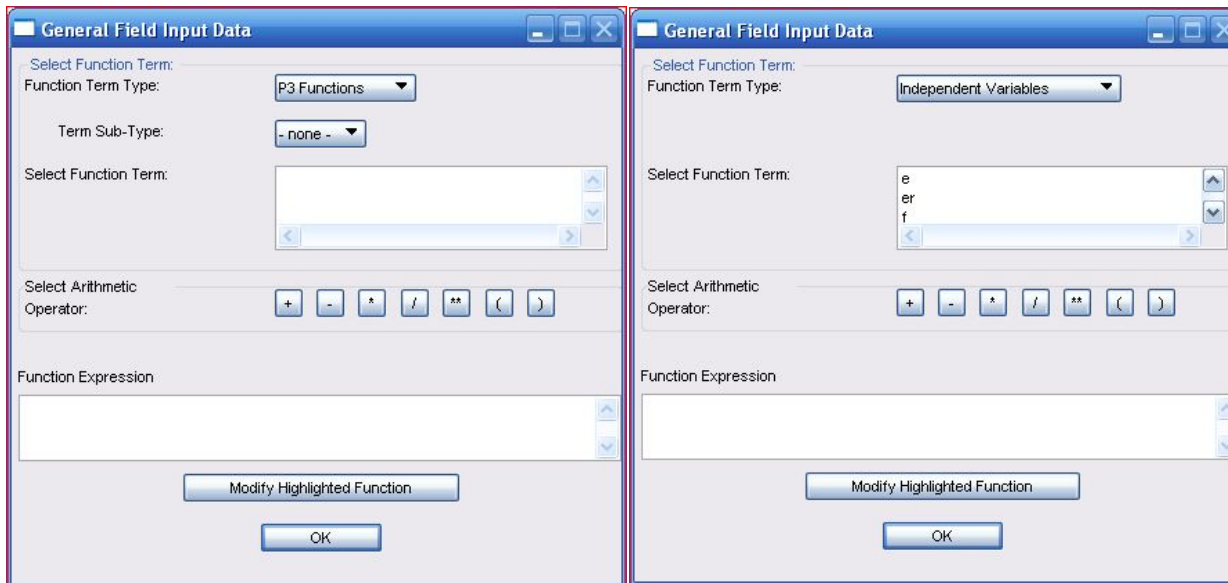 General Field Input Data
Select Function Term:
Function Term Type:
P3 Functions
Term Sub-Type:
- none -
Select Function Term:
Select Arithmetic
Operator:
+ - * / ** ( )
Function Expression
Modify Highlighted Function
OK
General Field Input Data
Select Function Term:
Function Term Type:
Independent Variables
Select Function Term:
e
er
f
Select Arithmetic
Operator:
+ - * / ** ( )
Function Expression
Modify Highlighted Function
OK